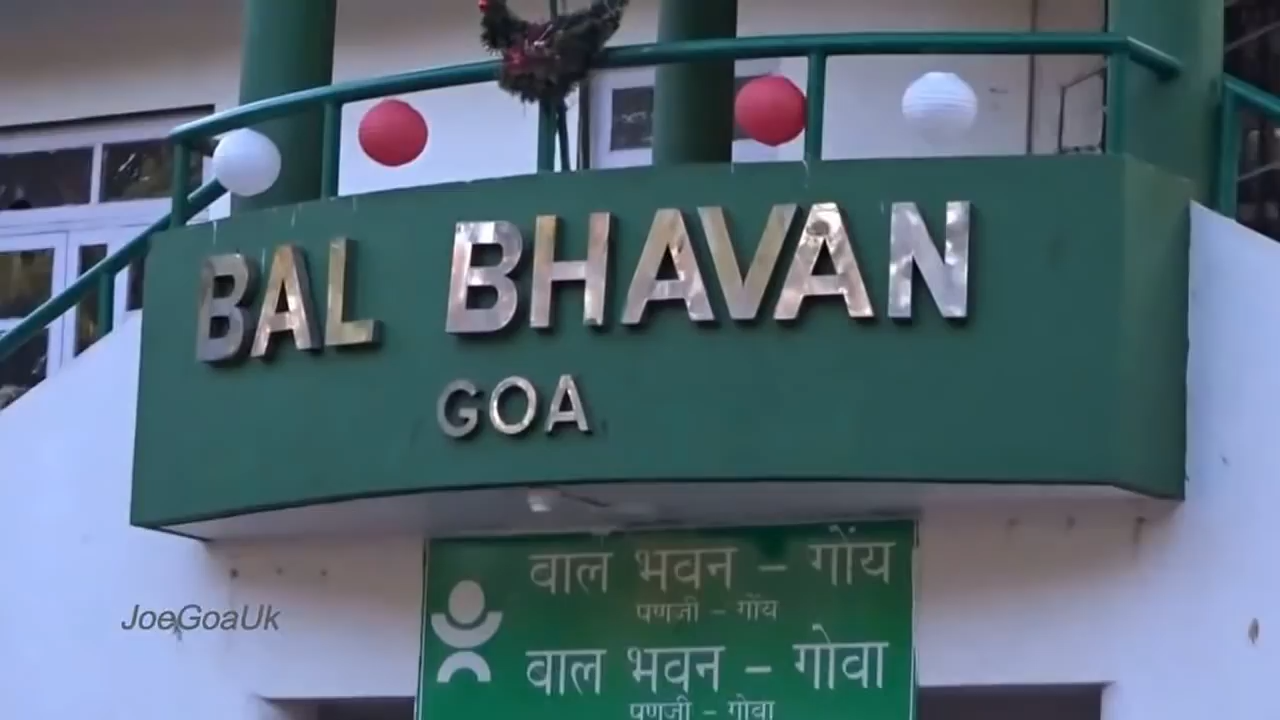 BAL BHAVAN
GOA
वाल भवन – गोंय
पणजी – गोंय
वाल भवन – गोवा
पणजी – गोवा
JoeGoaUk